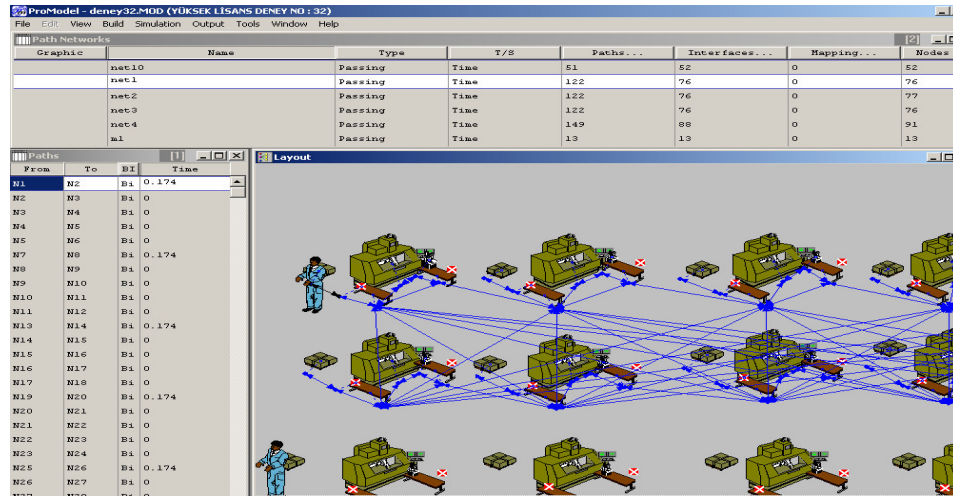 ProModel - deney32.MOD (YÜKSEK LİSANS DENEY NO : 32)
File Edit View Build Simulation Output Tools Window Help
Path Networks [2]
Graphic Name Type T/S Paths... Interfaces... Mapping... Nodes
net10 Passing Time 51 52 0 52
net1 Passing Time 122 76 0 76
net2 Passing Time 122 76 0 77
net3 Passing Time 122 76 0 76
net4 Passing Time 149 88 0 91
m1 Passing Time 13 13 0 13
Paths [1]
From To BI Time
N1 N2 Bi 0.174
N2 N3 Bi 0
N3 N4 Bi 0
N4 N5 Bi 0
N5 N6 Bi 0
N7 N8 Bi 0.174
N8 N9 Bi 0
N9 N10 Bi 0
N10 N11 Bi 0
N11 N12 Bi 0
N13 N14 Bi 0.174
N14 N15 Bi 0
N15 N16 Bi 0
N16 N17 Bi 0
N17 N18 Bi 0
N19 N20 Bi 0.174
N20 N21 Bi 0
N21 N22 Bi 0
N22 N23 Bi 0
N23 N24 Bi 0
N25 N26 Bi 0.174
N26 N27 Bi 0
Layout